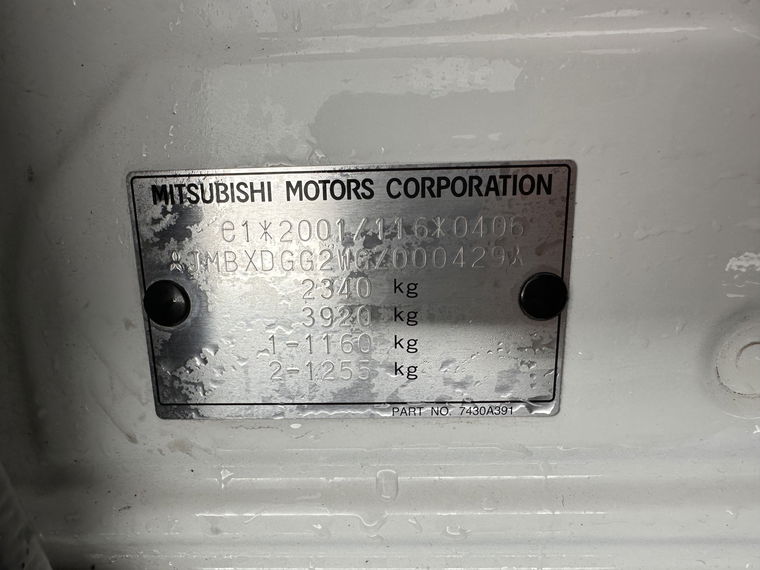 MITSUBISHI MOTORS CORPORATION
e1*2001/116*0406
JMBXDGG2WGZ000429
2340 kg
3920 kg
1-1160 kg
2-1255 kg
PART NO. 7430A391